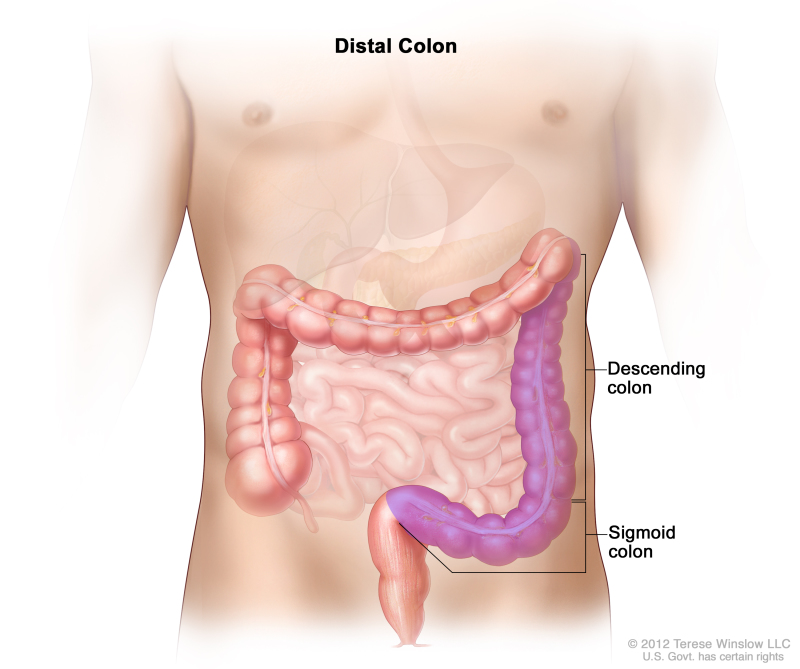 Distal Colon
Descending
colon
Sigmoid
colon
© 2012 Terese Winslow LLC
U.S. Govt. has certain rights